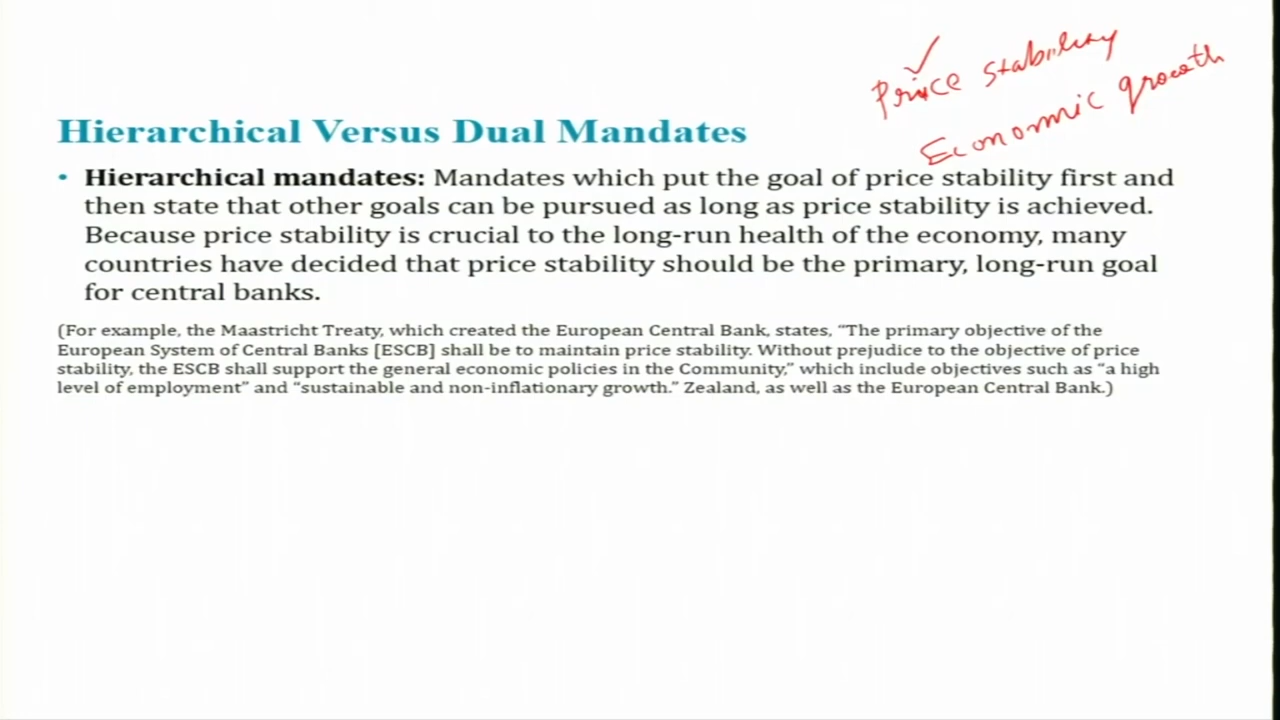 Price stability
Economic growth
Hierarchical Versus Dual Mandates
• Hierarchical mandates: Mandates which put the goal of price stability first and
then state that other goals can be pursued as long as price stability is achieved.
Because price stability is crucial to the long-run health of the economy, many
countries have decided that price stability should be the primary, long-run goal
for central banks.
(For example, the Maastricht Treaty, which created the European Central Bank, states, “The primary objective of the
European System of Central Banks [ESCB] shall be to maintain price stability. Without prejudice to the objective of price
stability, the ESCB shall support the general economic policies in the Community,” which include objectives such as “a high
level of employment” and “sustainable and non-inflationary growth.” Zealand, as well as the European Central Bank.)